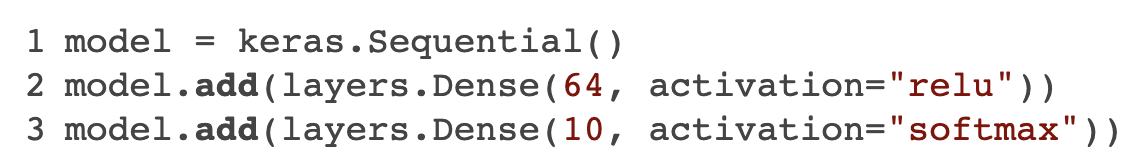 1 model = keras.Sequential()
2 model.add(layers.Dense(64, activation="relu"))
3 model.add(layers.Dense(10, activation="softmax"))